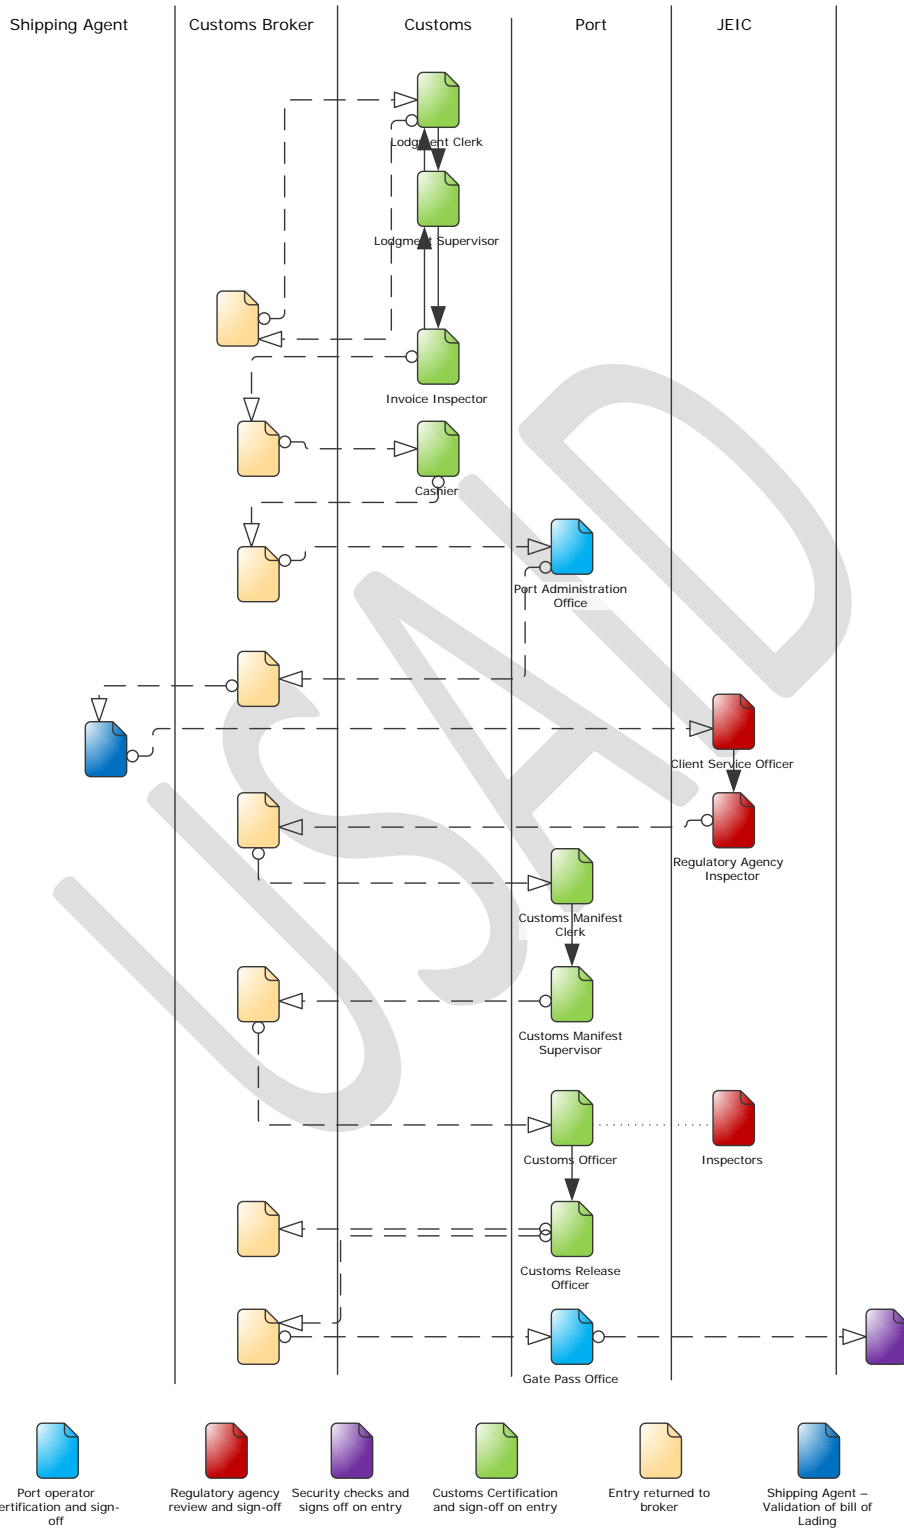 Shipping Agent
Customs Broker
Customs
Port
JEIC
Lodgment Clerk
Lodgment Supervisor
Invoice Inspector
Cashier
Port Administration
Office
Client Service Officer
Regulatory Agency
Inspector
Customs Manifest
Clerk
Customs Manifest
Supervisor
Customs Officer
Inspectors
Customs Release
Officer
Gate Pass Office
USAID
Port operator
ertification and sign-
off
Regulatory agency
review and sign-off
Security checks and
signs off on entry
Customs Certification
and sign-off on entry
Entry returned to
broker
Shipping Agent –
Validation of bill of
Lading